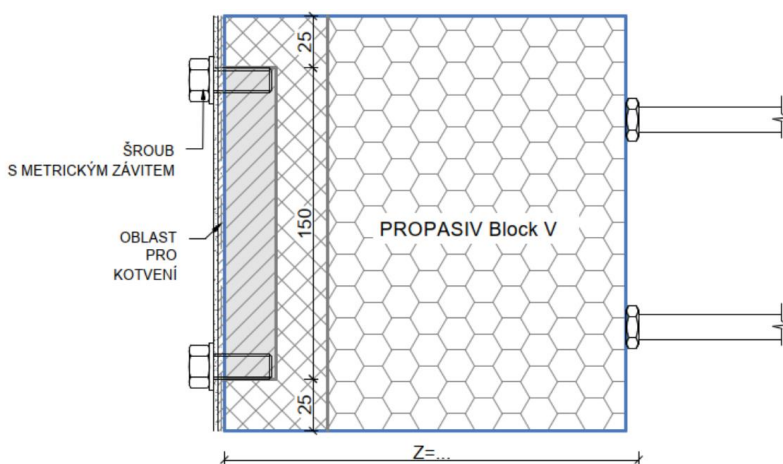 25
ŠROUB
S METRICKÝM ZÁVITEM
OBLAST
PRO
KOTVENÍ
150
PROPASIV Block V
25
Z=...